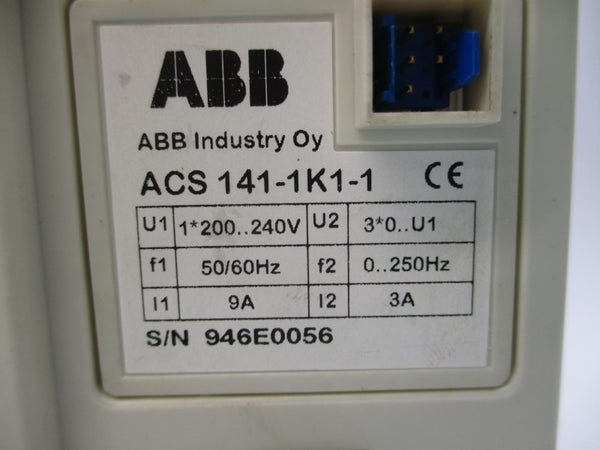 ABB
ABB Industry Oy
ACS 141-1K1-1 CE
U1 1*200..240V U2 3*0..U1
f1 50/60Hz f2 0..250Hz
I1 9A I2 3A
S/N 946E0056